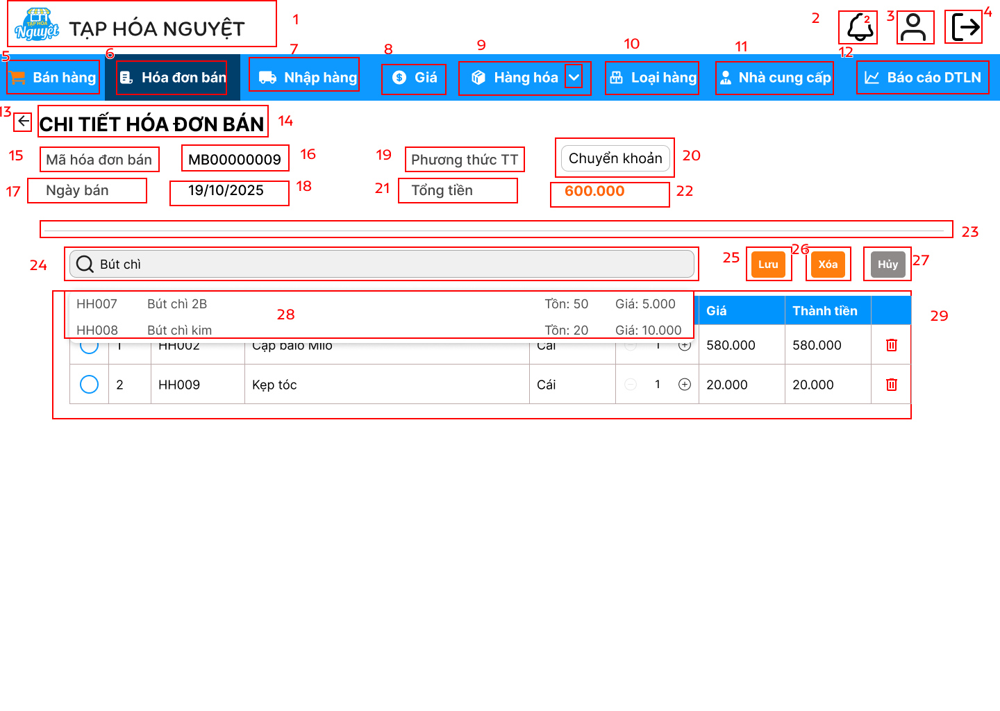 TẠP HÓA
Nguyệt
TẠP HÓA NGUYỆT
1
2
2
3
4
5
6
7
8
9
10
11
12
Bán hàng
Hóa đơn bán
Nhập hàng
Giá
Hàng hóa
Loại hàng
Nhà cung cấp
Báo cáo DTLN
13
CHI TIẾT HÓA ĐƠN BÁN
14
15
Mã hóa đơn bán
MB00000009
16
19
Phương thức TT
Chuyển khoản
20
17
Ngày bán
19/10/2025
18
21
Tổng tiền
600.000
22
23
24
Bút chì
25
Lưu
26
Xóa
Hủy
27
HH007 Bút chì 2B Tồn: 50 Giá: 5.000
28
HH008 Bút chì kim Tồn: 20 Giá: 10.000
Giá Thành tiền
29
1 HH002 Cặp balo Milo Cái 1 580.000 580.000
2 HH009 Kẹp tóc Cái 1 20.000 20.000